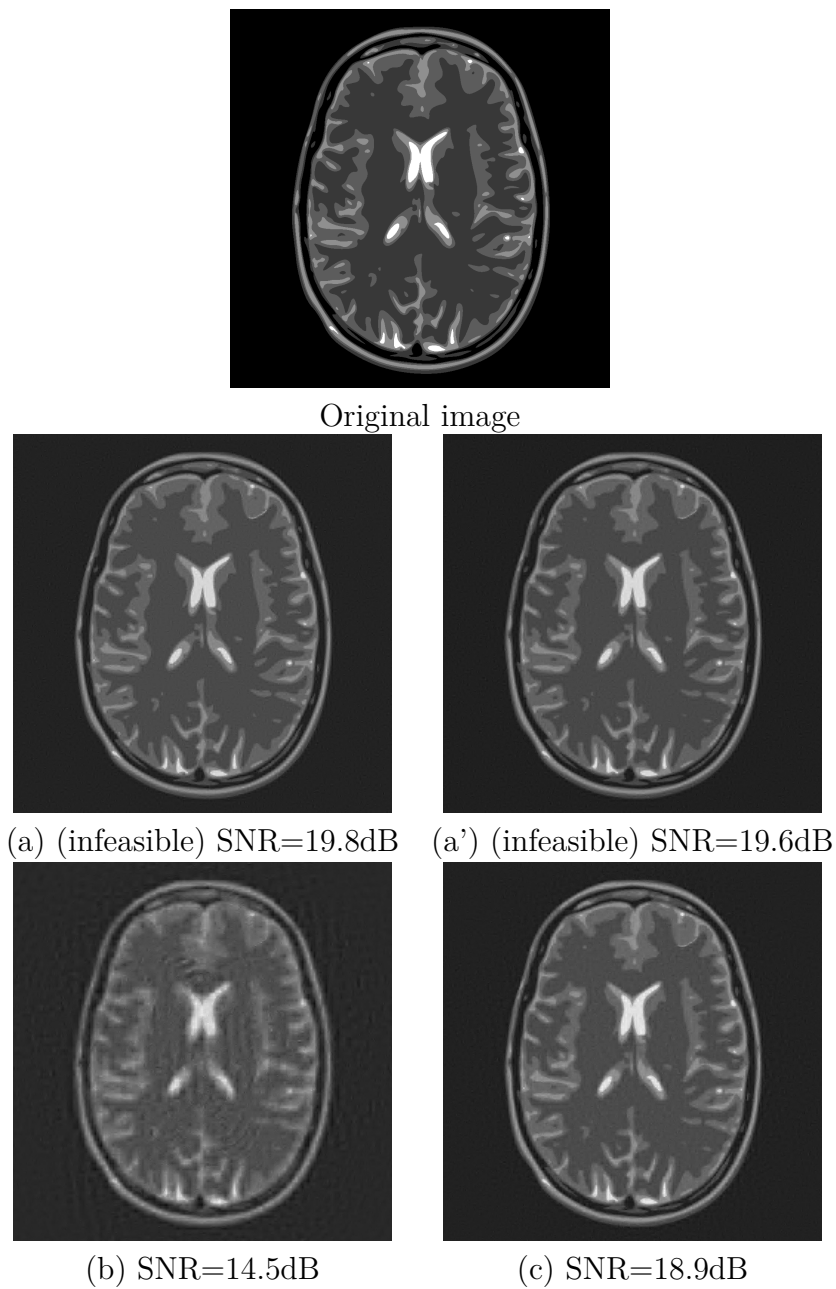 Original image
(a) (infeasible) SNR=19.8dB
(a') (infeasible) SNR=19.6dB
(b) SNR=14.5dB
(c) SNR=18.9dB